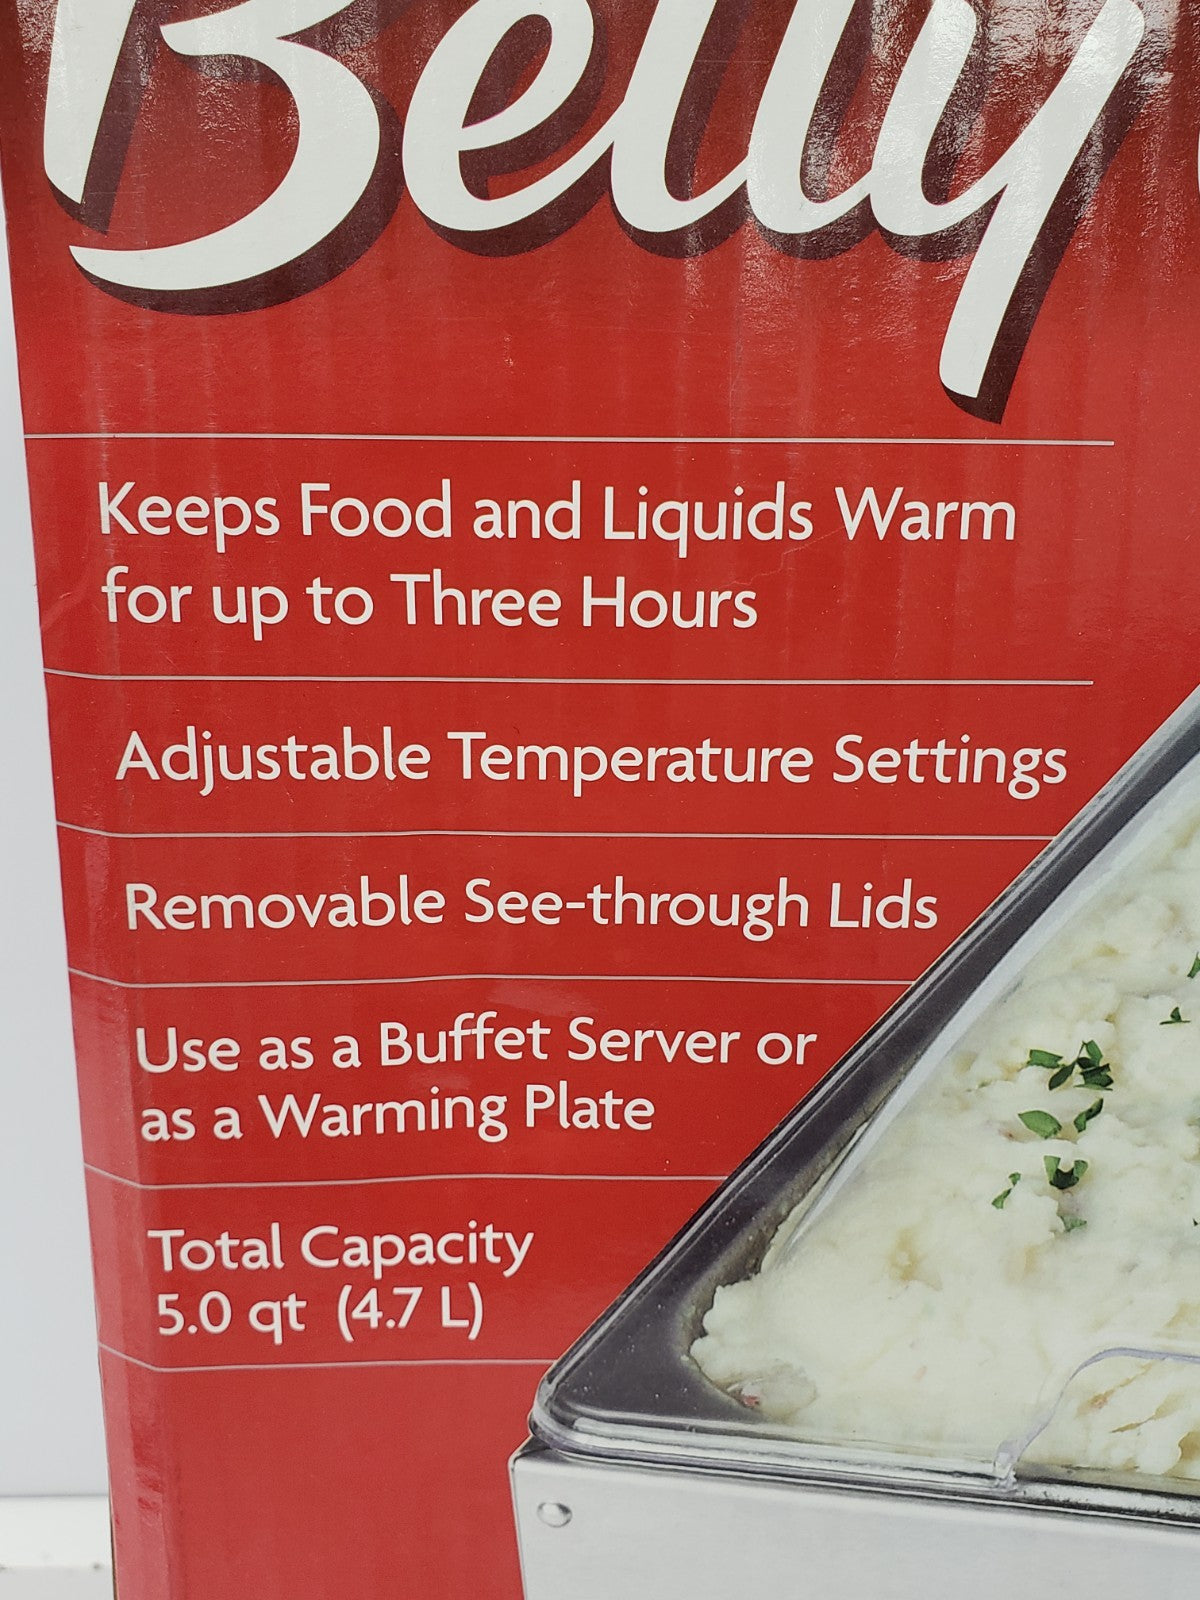 Betty
Keeps Food and Liquids Warm
for up to Three Hours
Adjustable Temperature Settings
Removable See-through Lids
Use as a Buffet Server or
as a Warming Plate
Total Capacity
5.0 qt (4.7 L)